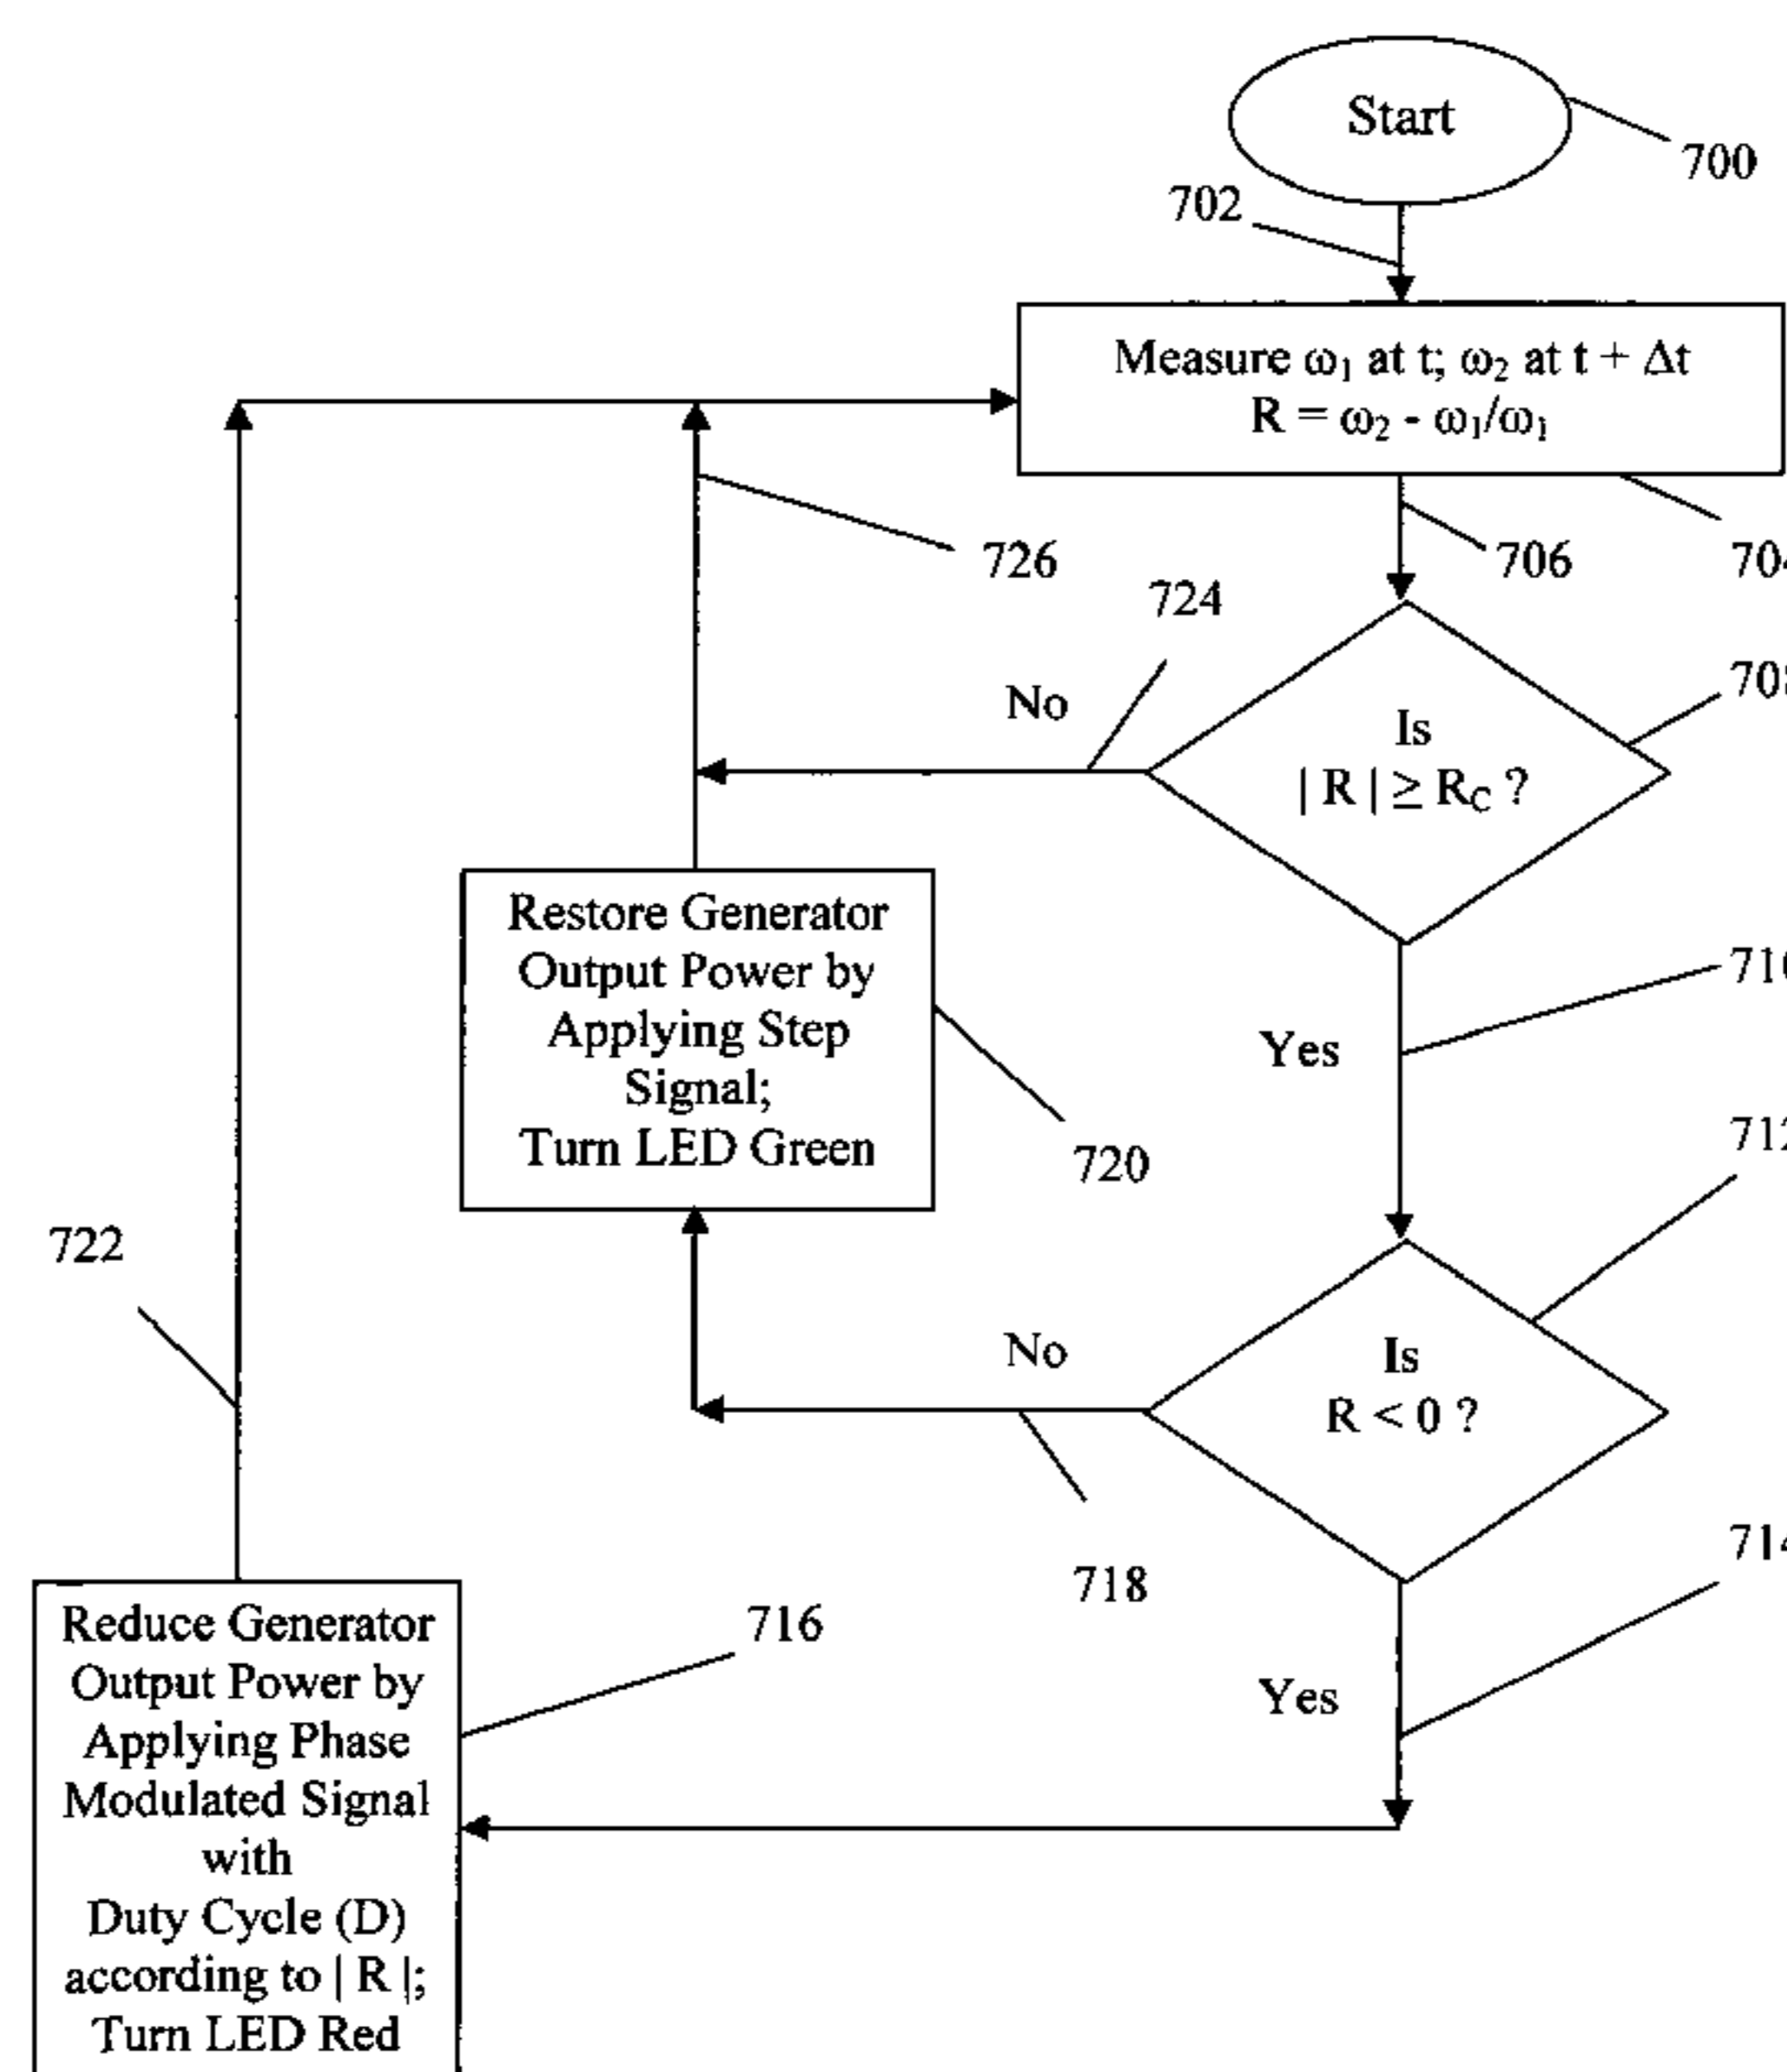 Start
700
702
Measure ω₁ at t; ω₂ at t + Δt
R = ω₂ - ω₁/ω₁
726
706
724
No
Is
| R | ≥ R_C ?
Restore Generator
Output Power by
Applying Step
Signal;
Turn LED Green
Yes
720
722
No
Is
R < 0 ?
718
716
Yes
Reduce Generator
Output Power by
Applying Phase
Modulated Signal
with
Duty Cycle (D)
according to | R |;
Turn LED Red